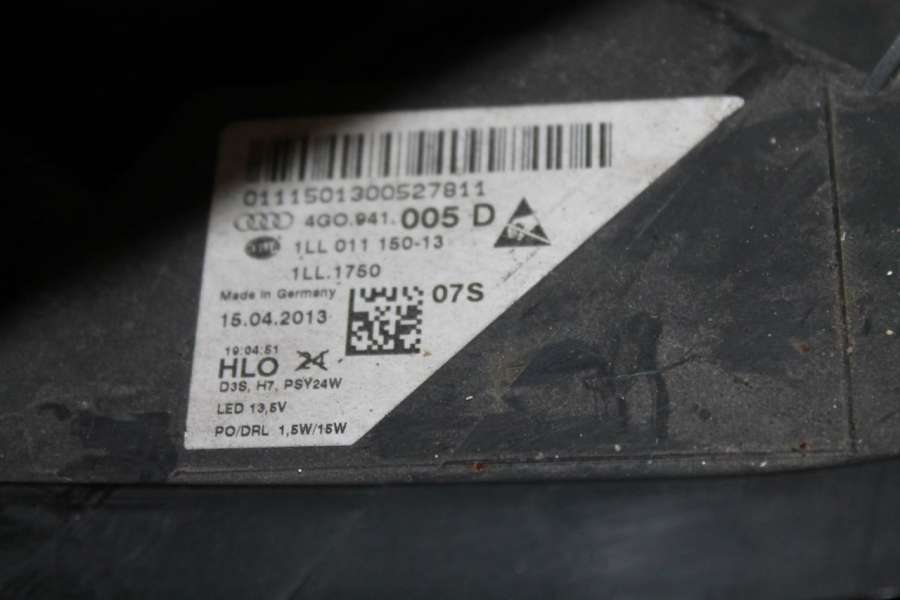 0111501300527811
4G0.941.005 D
1LL 011 150-13
1LL.1750
Made in Germany
07S
15.04.2013
19:04:51
HLO 24
D3S, H7, PSY24W
LED 13,5V
PO/DRL 1,5W/15W